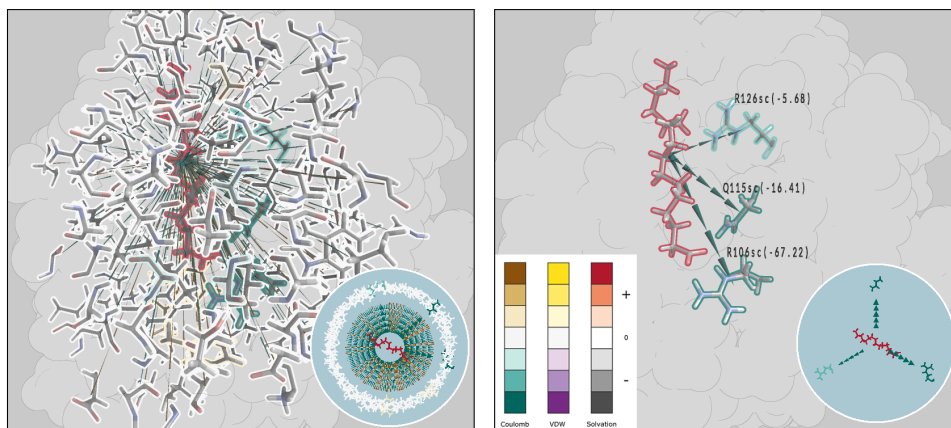 R126sc(-5.68)
Q115sc(-16.41)
R106sc(-67.22)
+
0
-
Coulomb VDW Solvation